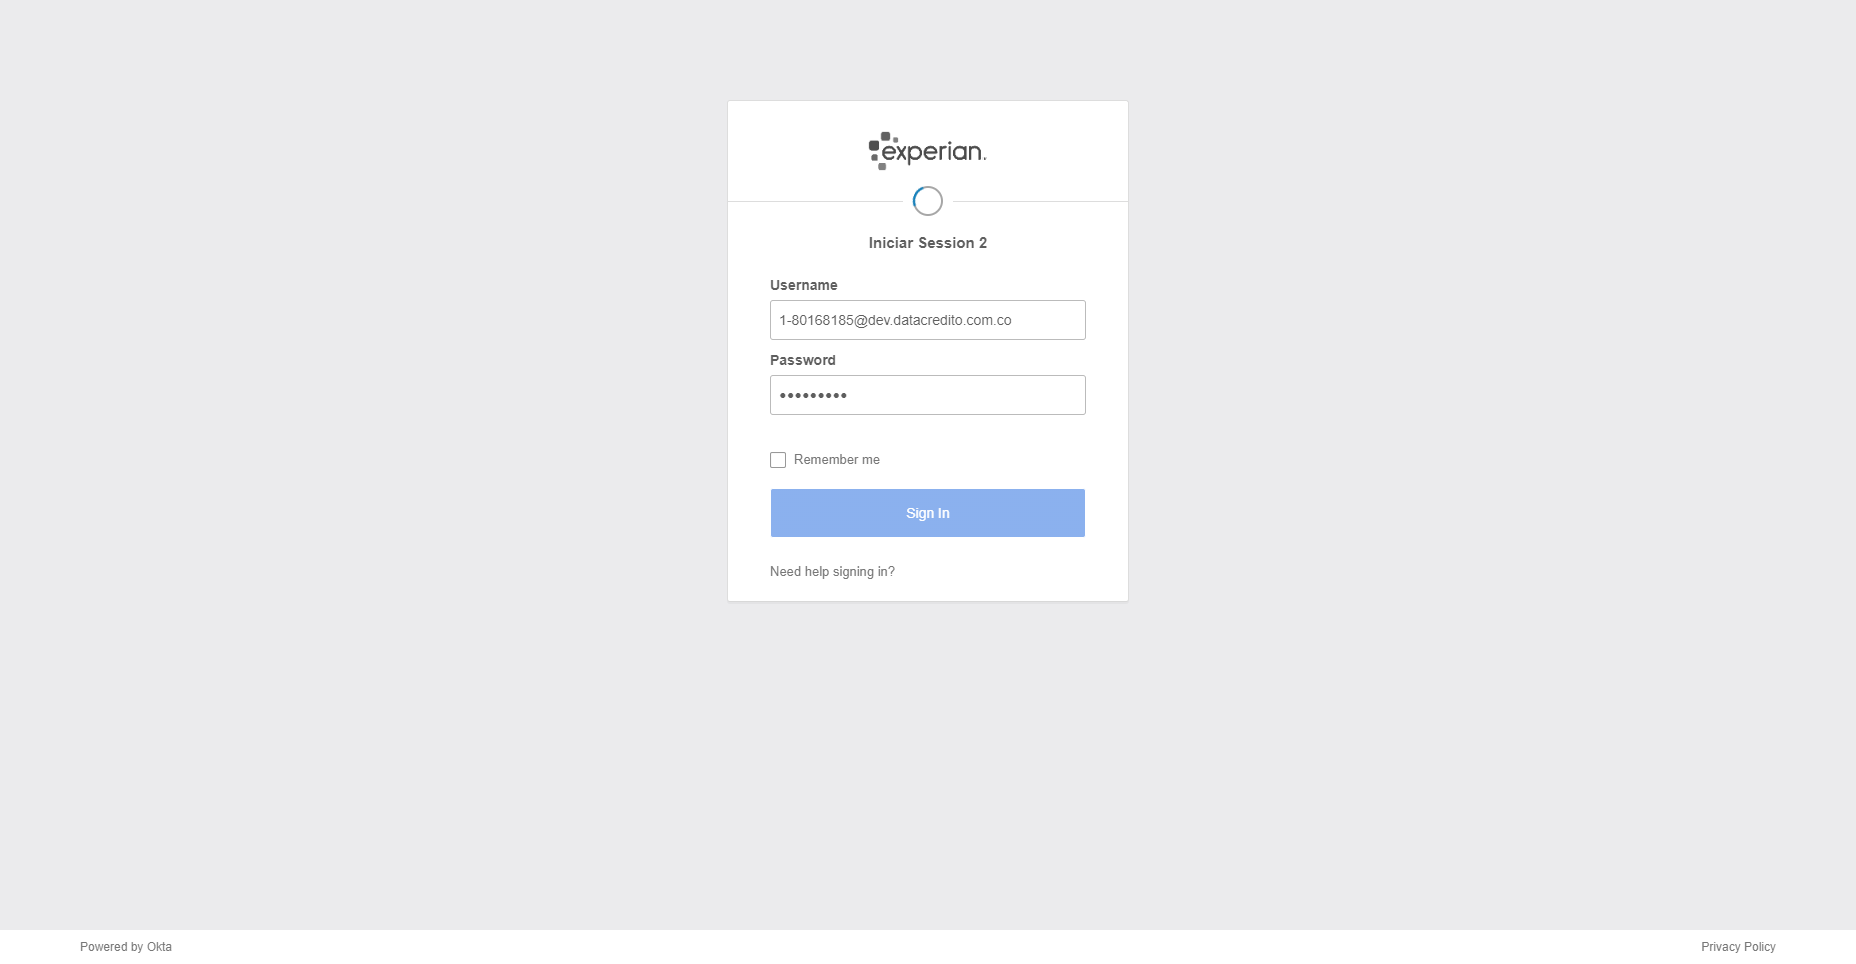 experian.
Iniciar Session 2
Username
1-80168185@dev.datacredito.com.co
Password
•••••••••
Remember me
Sign In
Need help signing in?
Powered by Okta
Privacy Policy